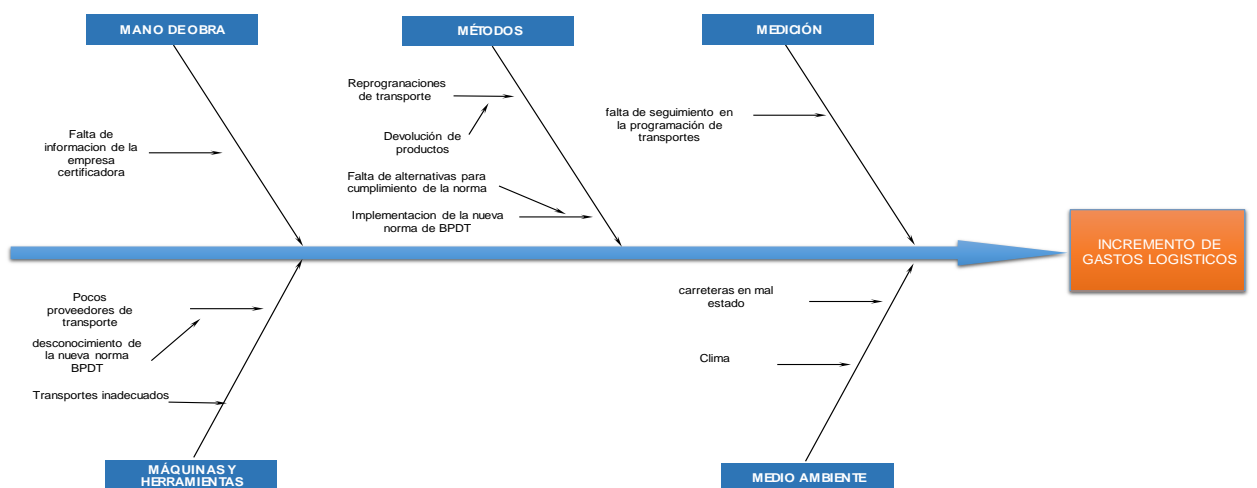 MANO DE OBRA
MÉTODOS
MEDICIÓN
Reprogranaciones
de transporte
falta de seguimiento en
la programación de
transportes
Falta de
informacion de la
empresa
certificadora
Devolución de
productos
Falta de alternativas para
cumplimiento de la norma
Implementacion de la nueva
norma de BPDT
INCREMENTO DE
GASTOS LOGISTICOS
Pocos
proveedores de
transporte
carreteras en mal
estado
desconocimiento de
la nueva norma
BPDT
Clima
Transportes inadecuados
MÁQUINAS Y
HERRAMIENTAS
MEDIO AMBIENTE